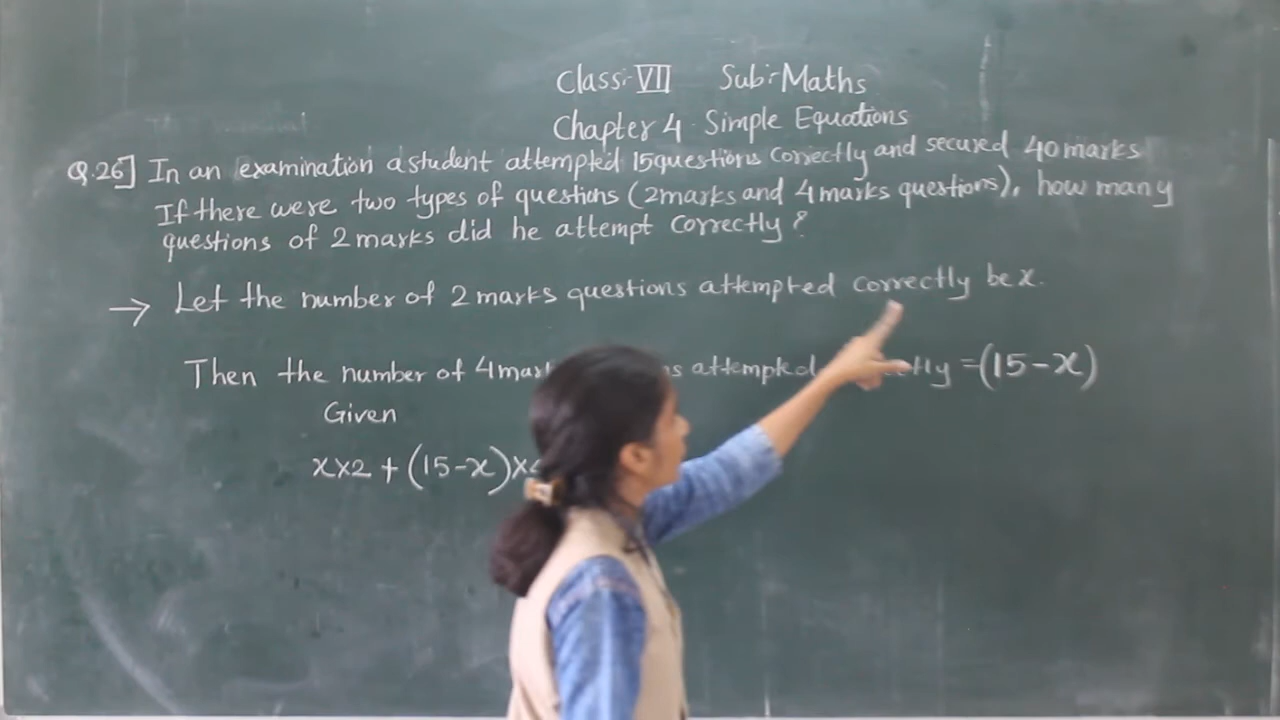 Class:- VII Sub:- Maths
Chapter 4 Simple Equations
Q.26] In an examination a student attempted 15 questions correctly and secured 40 marks
If there were two types of questions (2 marks and 4 marks questions), how many
questions of 2 marks did he attempt correctly?
→ Let the number of 2 marks questions attempted correctly be x.
Then the number of 4 attempted =(15-x)
Given
x×2 + (15-x)×